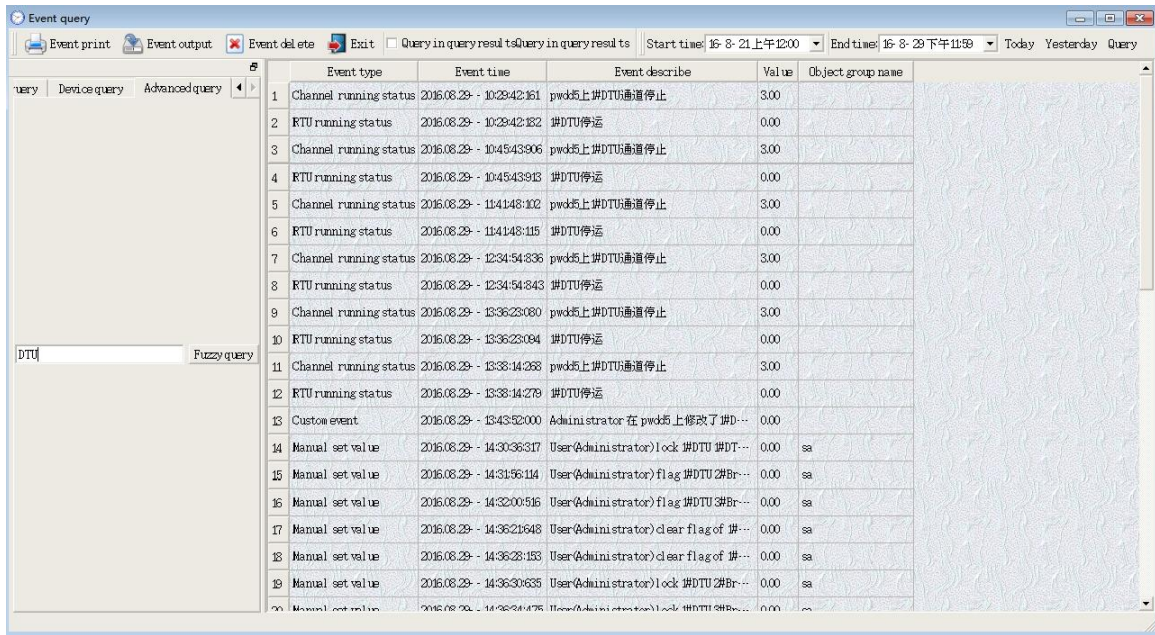 Event query
Event print Event output Event delete Exit Query in query resultsQuery in query results Start time: 16- 8- 21上午12:00 End time: 16- 8- 29下午11:59 Today Yesterday Query
uery Device query Advanced query
DTU Fuzzy query
Event type Event time Event describe Value Object group name
1 Channel running status 2016.08.29- - 10:29:42:161 pwdd5上1#DTU通道停止 3.00
2 RTU running status 2016.08.29- - 10:29:42:182 1#DTU停运 0.00
3 Channel running status 2016.08.29- - 10:45:43:906 pwdd5上1#DTU通道停止 3.00
4 RTU running status 2016.08.29- - 10:45:43:913 1#DTU停运 0.00
5 Channel running status 2016.08.29- - 11:41:48:102 pwdd5上1#DTU通道停止 3.00
6 RTU running status 2016.08.29- - 11:41:48:115 1#DTU停运 0.00
7 Channel running status 2016.08.29- - 12:34:54:836 pwdd5上1#DTU通道停止 3.00
8 RTU running status 2016.08.29- - 12:34:54:843 1#DTU停运 0.00
9 Channel running status 2016.08.29- - 13:36:23:080 pwdd5上1#DTU通道停止 3.00
10 RTU running status 2016.08.29- - 13:36:23:094 1#DTU停运 0.00
11 Channel running status 2016.08.29- - 13:38:14:268 pwdd5上1#DTU通道停止 3.00
12 RTU running status 2016.08.29- - 13:38:14:279 1#DTU停运 0.00
13 Custom event 2016.08.29- - 13:43:52:000 Administrator 在 pwdd5 上修改了1#D··· 0.00
14 Manual set value 2016.08.29- - 14:30:36:317 User(Administrator) lock 1#DTU 1#DT··· 0.00 sa
15 Manual set value 2016.08.29- - 14:31:56:114 User(Administrator) flag 1#DTU 2#Br··· 0.00 sa
16 Manual set value 2016.08.29- - 14:32:00:516 User(Administrator) flag 1#DTU 3#Br··· 0.00 sa
17 Manual set value 2016.08.29- - 14:36:21:648 User(Administrator) clear flag of 1#··· 0.00 sa
18 Manual set value 2016.08.29- - 14:36:28:153 User(Administrator) clear flag of 1#··· 0.00 sa
19 Manual set value 2016.08.29- - 14:36:30:635 User(Administrator) lock 1#DTU 2#Br··· 0.00 sa
20 Manual set value 2016.08.29- - 14:36:34:475 User(Administrator) lock 1#DTU 3#Br··· 0.00 sa